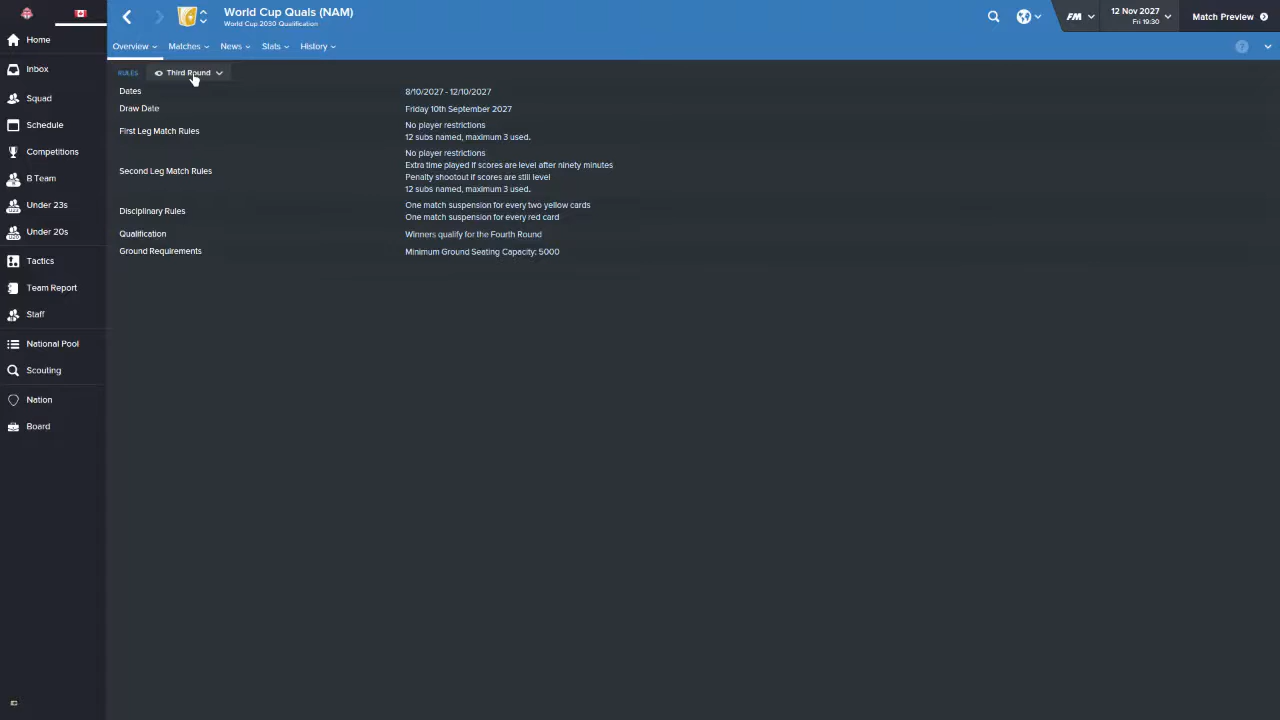 World Cup Quals (NAM)
World Cup 2030 Qualification
FM
12 Nov 2027
Fri 19:30
Match Preview
Home
Inbox
Squad
Schedule
Competitions
B Team
Under 23s
Under 20s
Tactics
Team Report
Staff
National Pool
Scouting
Nation
Board
Overview
Matches
News
Stats
History
RULES
Third Round
Dates
8/10/2027 - 12/10/2027
Draw Date
Friday 10th September 2027
First Leg Match Rules
No player restrictions
12 subs named, maximum 3 used.
Second Leg Match Rules
No player restrictions
Extra time played if scores are level after ninety minutes
Penalty shootout if scores are still level
12 subs named, maximum 3 used.
Disciplinary Rules
One match suspension for every two yellow cards
One match suspension for every red card
Qualification
Winners qualify for the Fourth Round
Ground Requirements
Minimum Ground Seating Capacity: 5000